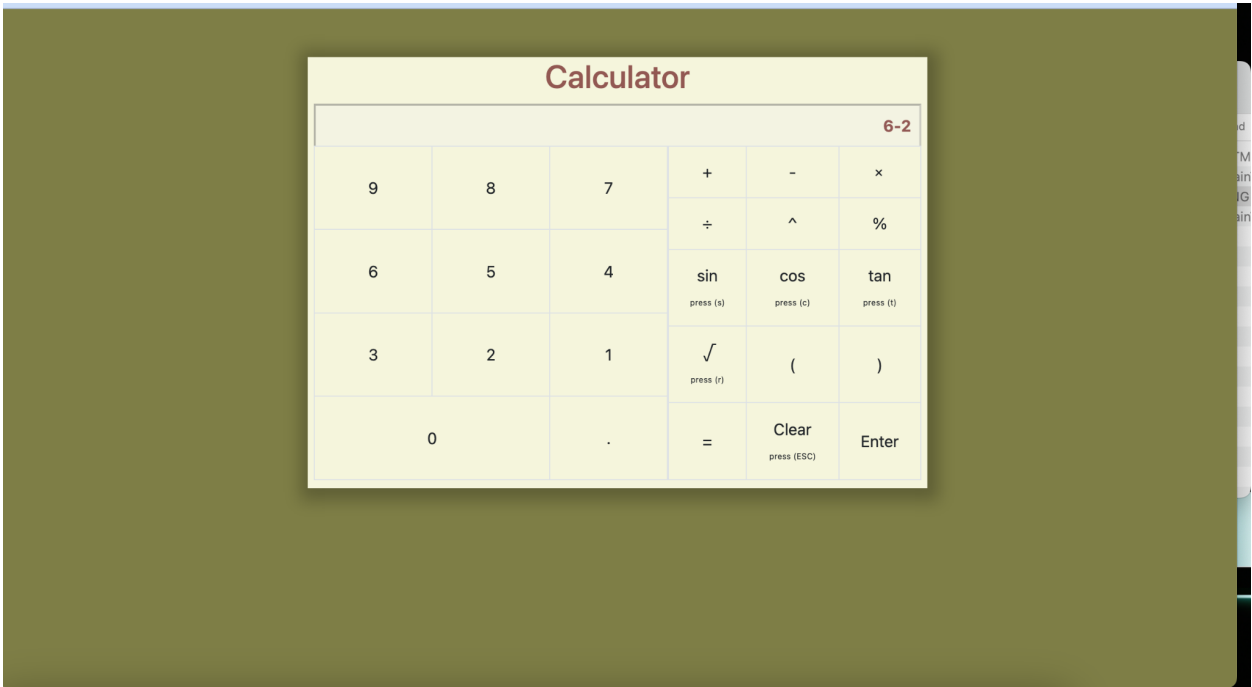 Calculator
6-2
9 8 7 + - ×
÷ ^ %
6 5 4 sin cos tan
press (s) press (c) press (t)
3 2 1 √ ( )
press (r)
0 . = Clear Enter
press (ESC)